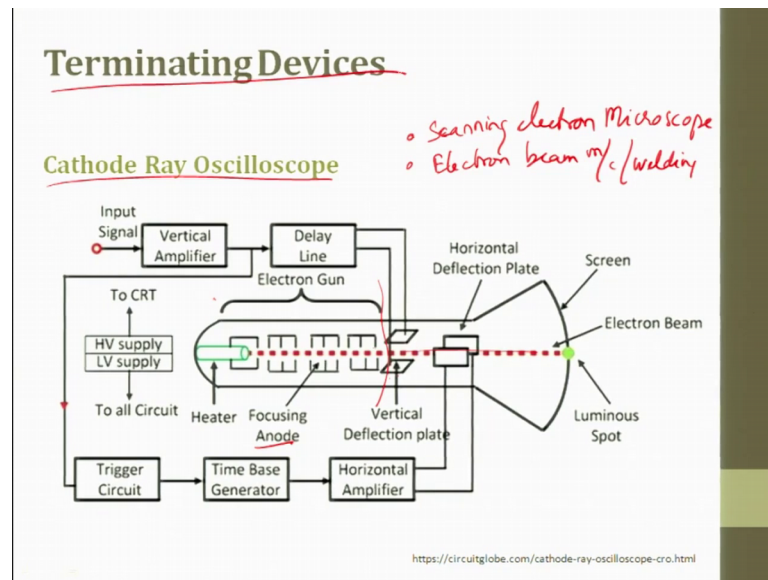 Terminating Devices
• Scanning electron Microscope
• Electron beam m/c/welding
Cathode Ray Oscilloscope
Input
Signal
Vertical
Amplifier
Delay
Line
Horizontal
Deflection Plate
Screen
Electron Gun
To CRT
Electron Beam
HV supply
LV supply
To all Circuit
Heater
Focusing
Anode
Vertical
Deflection plate
Luminous
Spot
Trigger
Circuit
Time Base
Generator
Horizontal
Amplifier
https://circuitglobe.com/cathode-ray-oscilloscope-cro.html